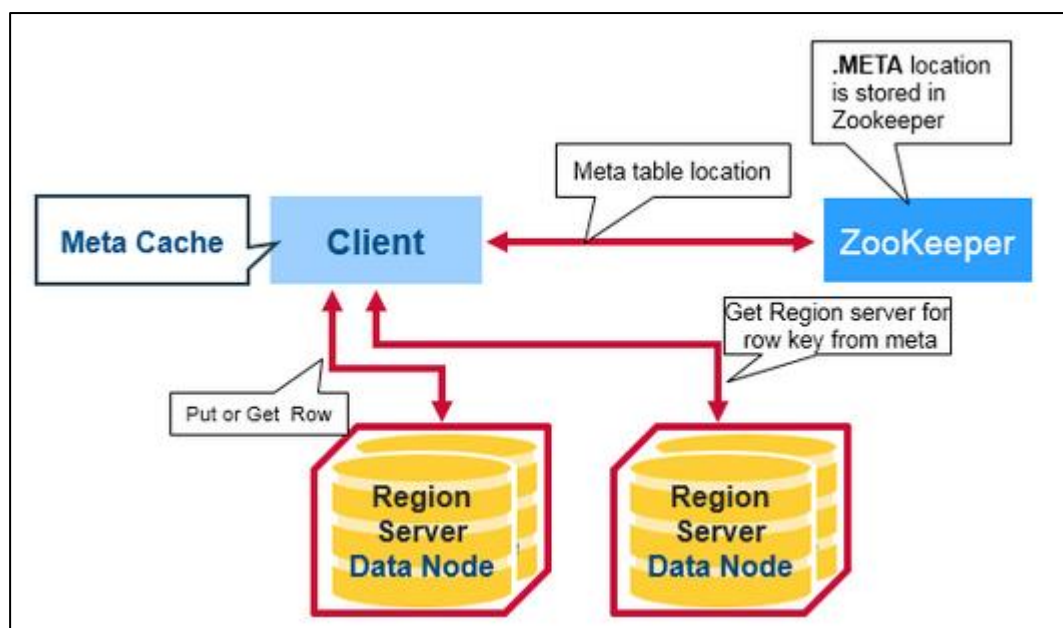 .META location
is stored in
Zookeeper
Meta table location
Meta Cache
Client
ZooKeeper
Get Region server for
row key from meta
Put or Get Row
Region
Server
Data Node
Region
Server
Data Node